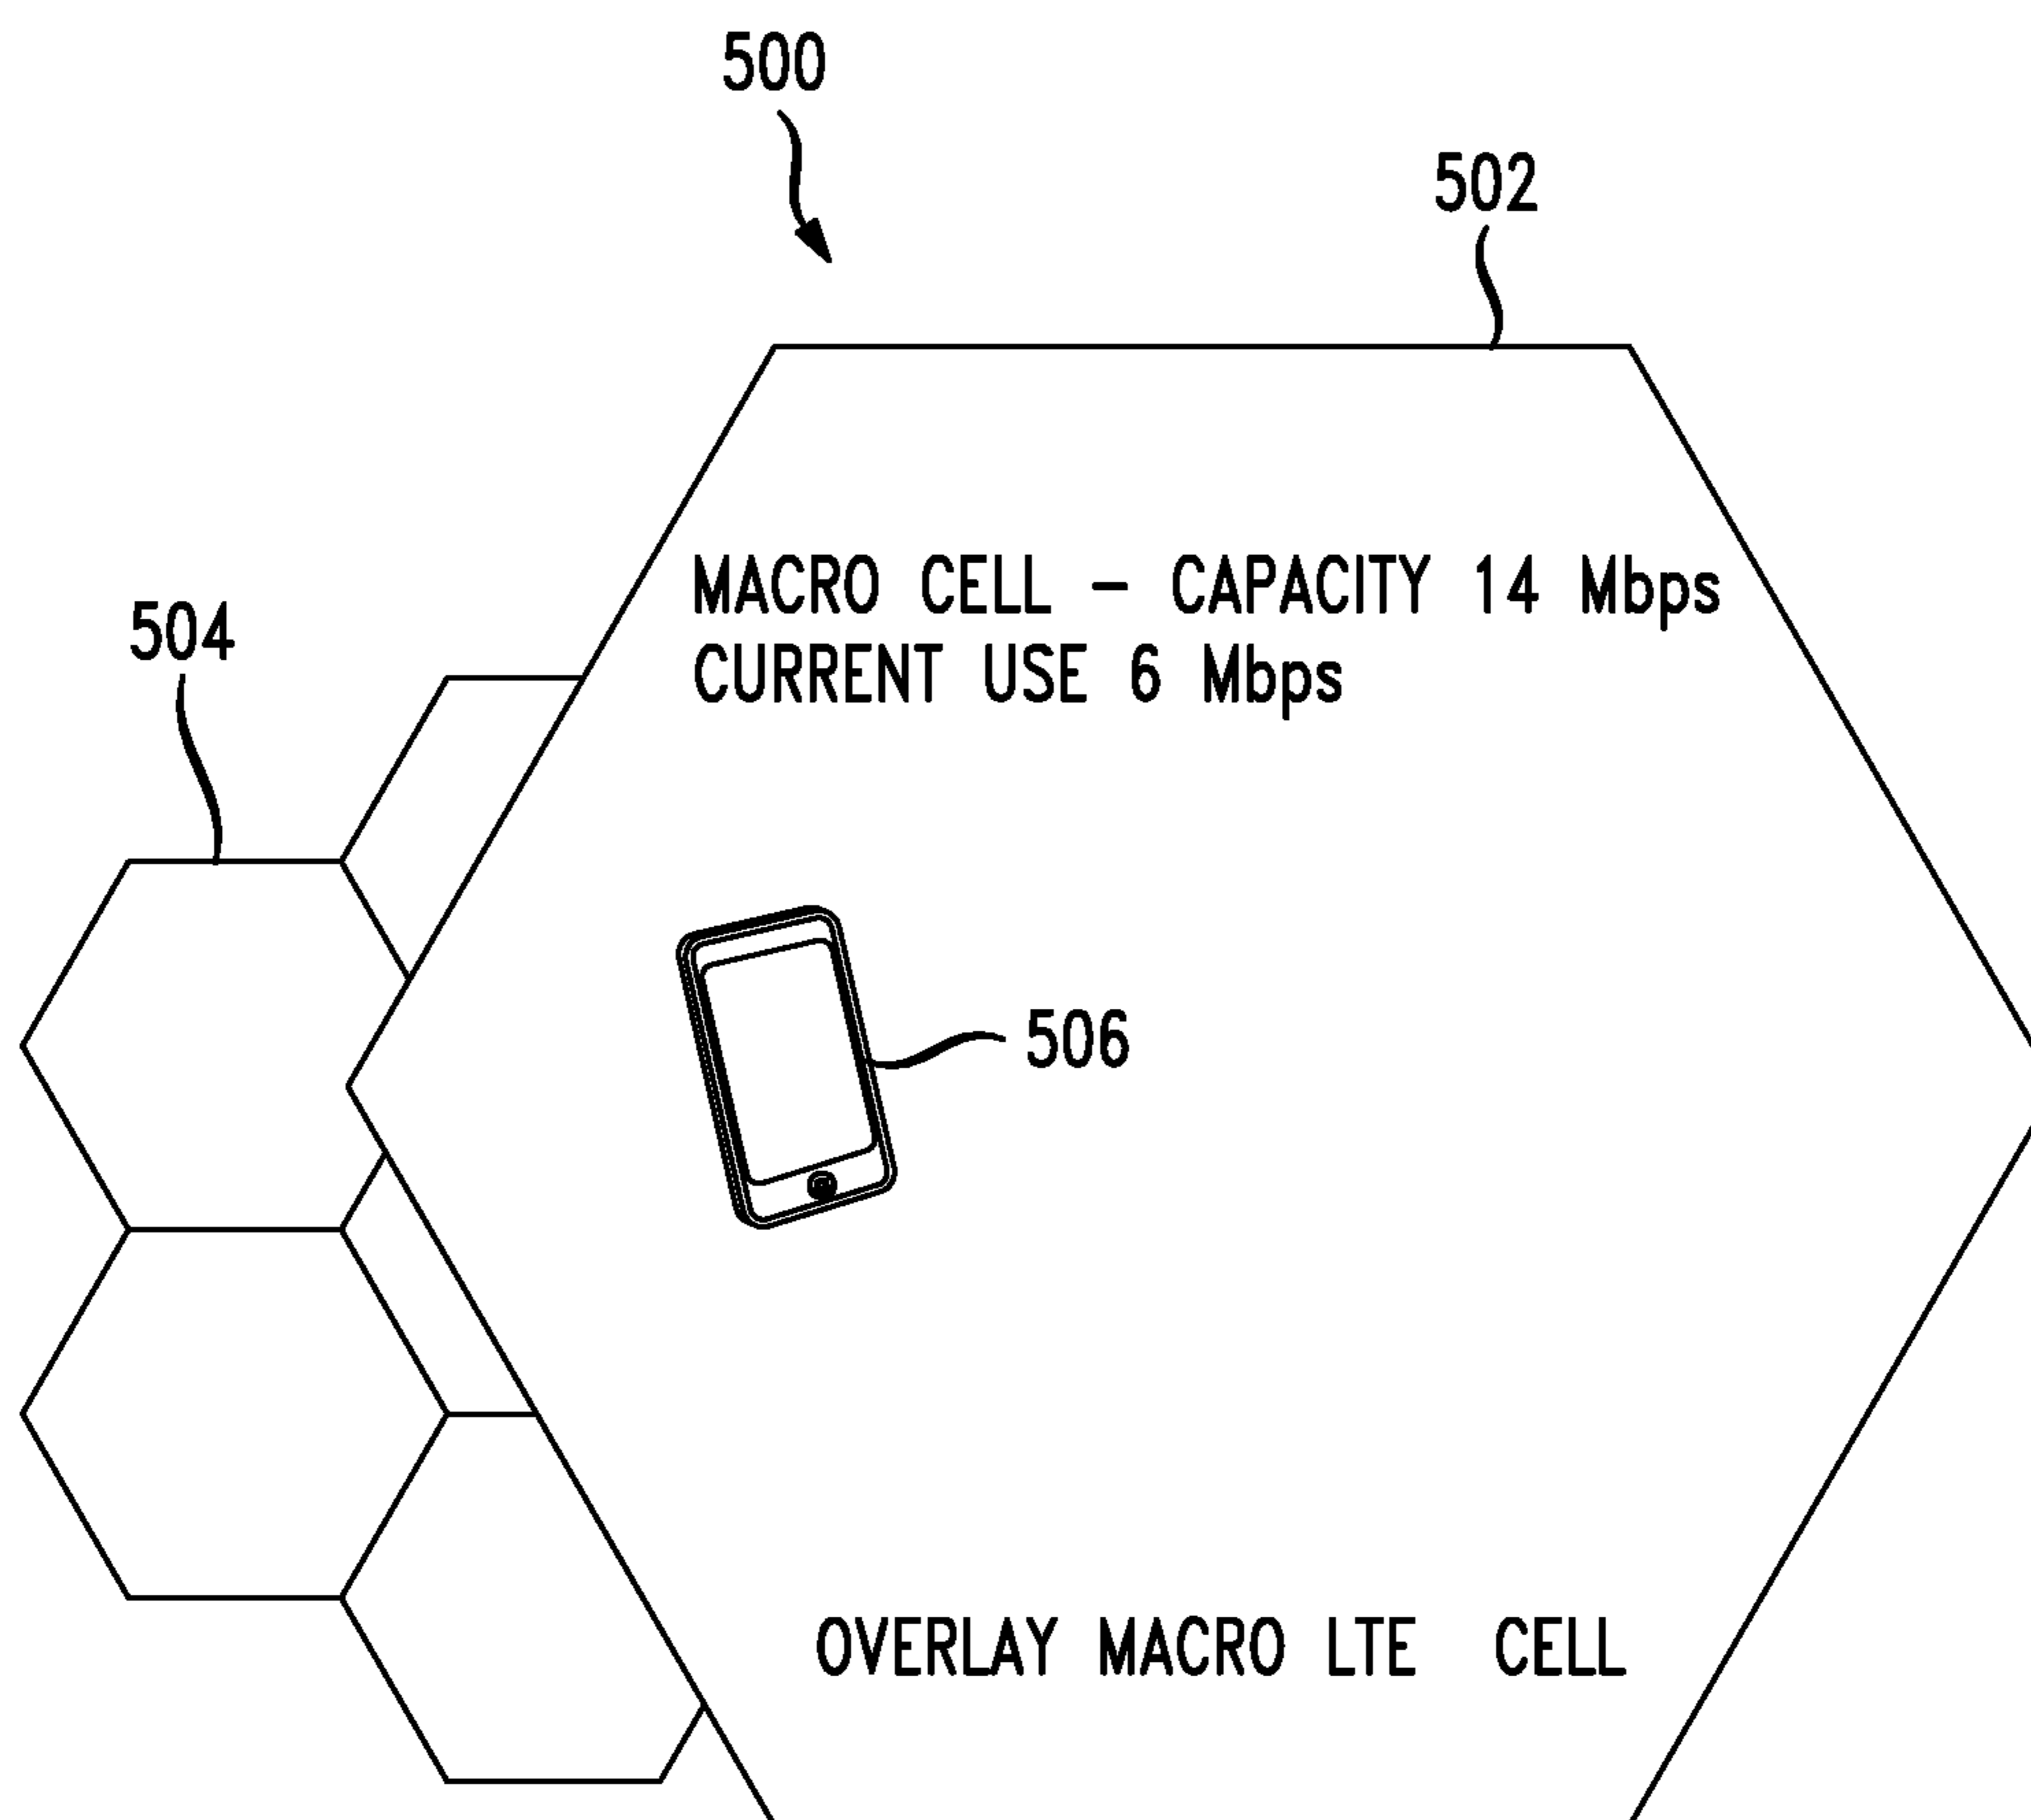 500
502
MACRO CELL - CAPACITY 14 Mbps
CURRENT USE 6 Mbps
504
506
OVERLAY MACRO LTE CELL